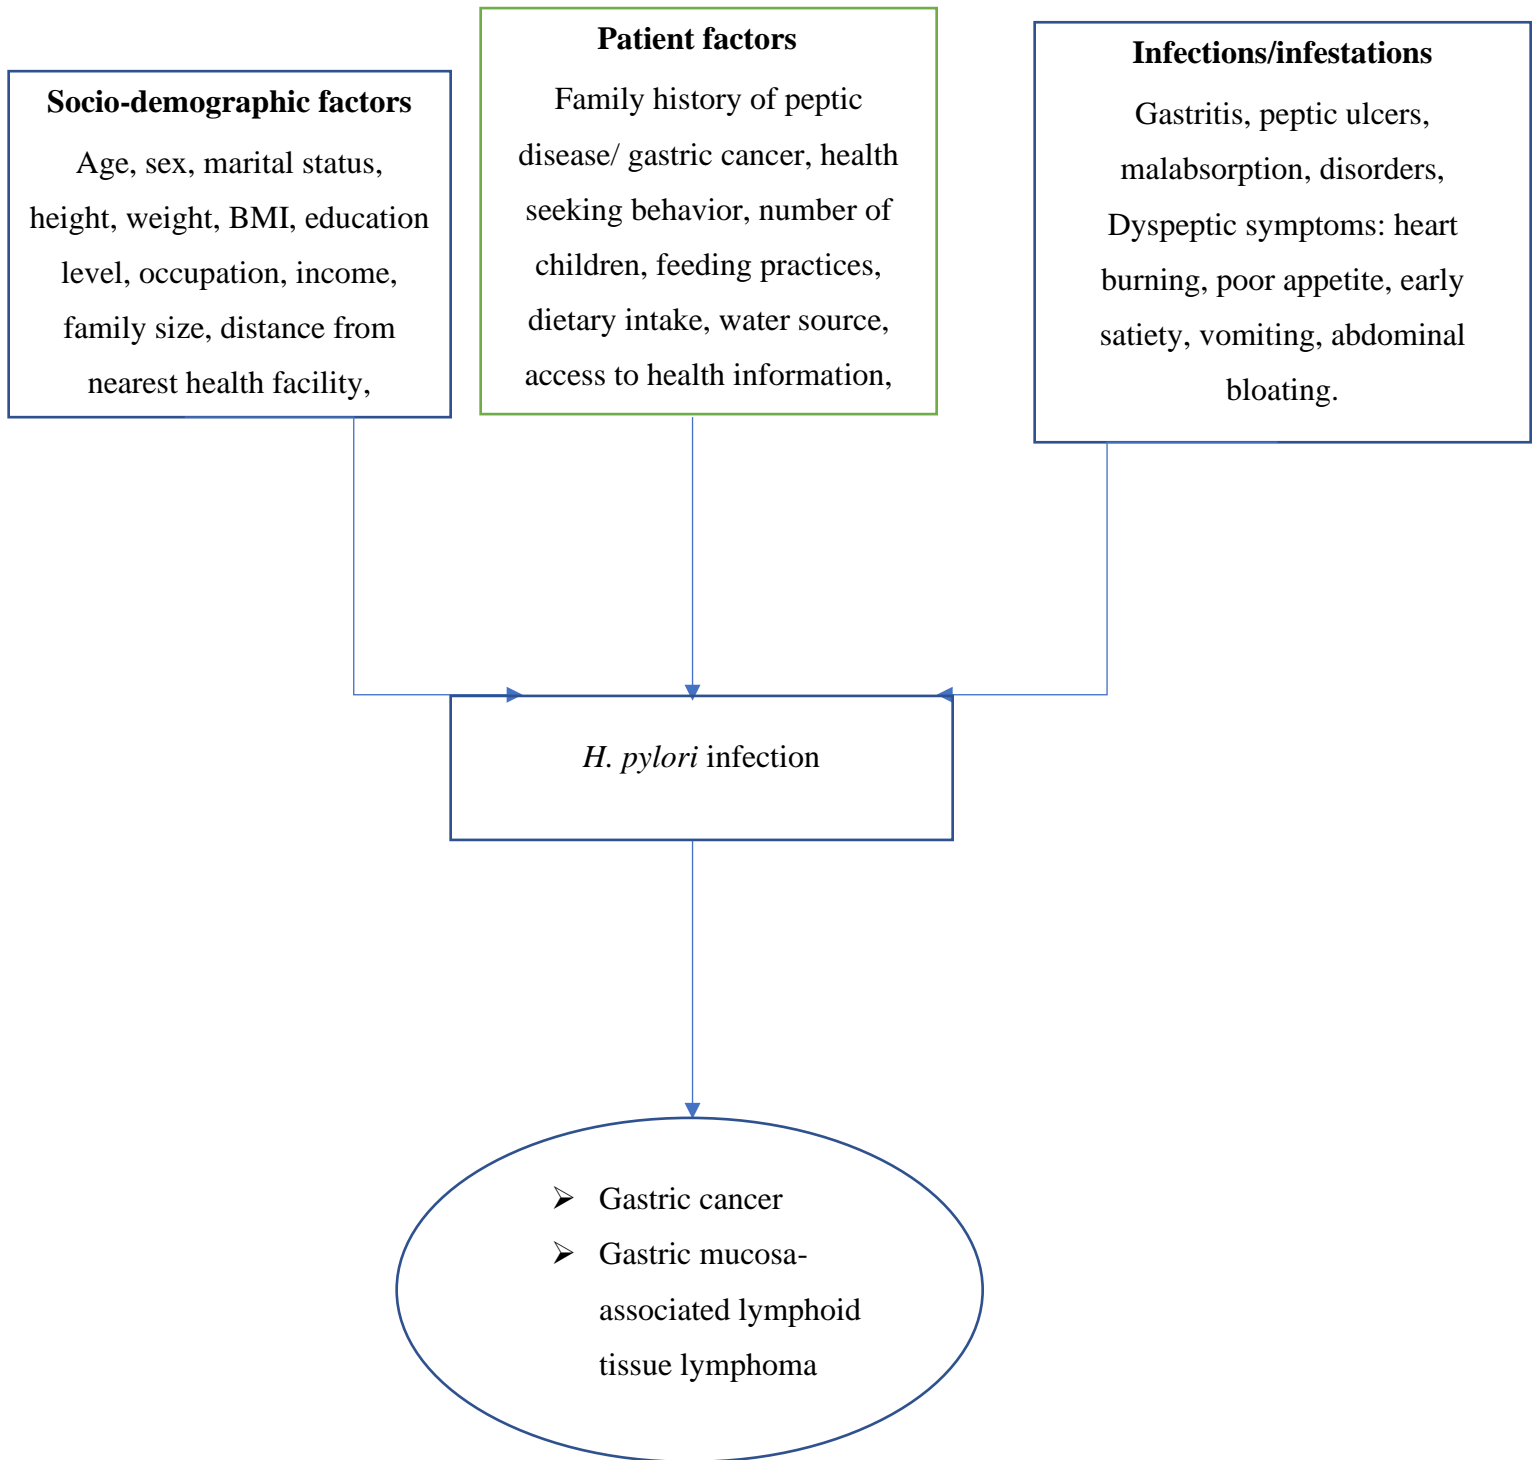 Socio-demographic factors
Age, sex, marital status,
height, weight, BMI, education
level, occupation, income,
family size, distance from
nearest health facility,
Patient factors
Family history of peptic
disease/ gastric cancer, health
seeking behavior, number of
children, feeding practices,
dietary intake, water source,
access to health information,
Infections/infestations
Gastritis, peptic ulcers,
malabsorption, disorders,
Dyspeptic symptoms: heart
burning, poor appetite, early
satiety, vomiting, abdominal
bloating.
H. pylori infection
➢ Gastric cancer
➢ Gastric mucosa-
associated lymphoid
tissue lymphoma